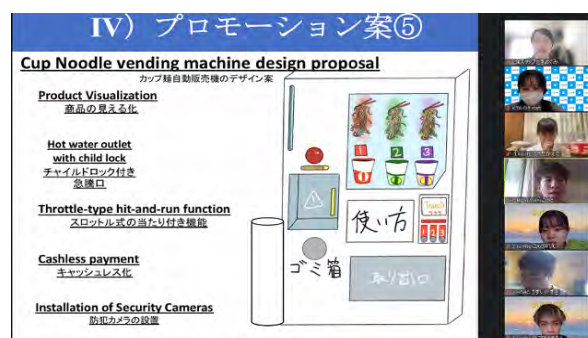 IV）プロモーション案⑤
Cup Noodle vending machine design proposal
カップ麺自動販売機のデザイン案
Product Visualization
商品の見える化
Hot water outlet
with child lock
チャイルドロック付き
給湯口
Throttle-type hit-and-run function
スロットル式の当たり付き機能
Cashless payment
キャッシュレス化
Installation of Security Cameras
防犯カメラの設置
1 2 3
使い方
Touch
1 2 3
ゴミ箱
取り出し口